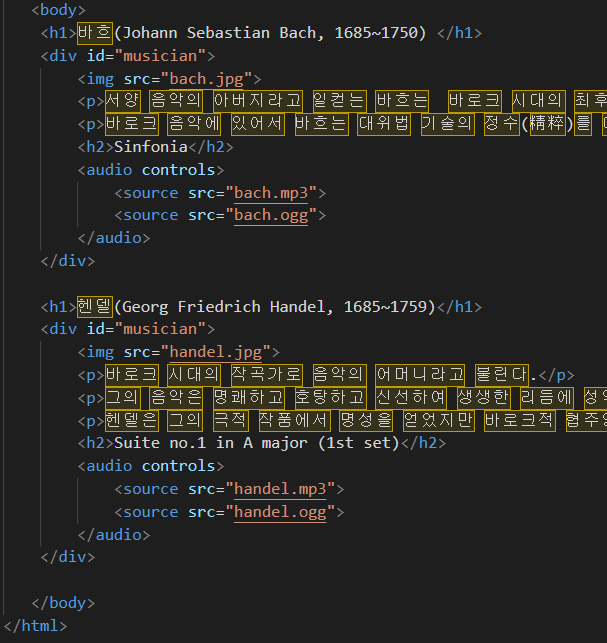 <body>
<h1>바흐(Johann Sebastian Bach, 1685~1750) </h1>
<div id="musician">
<img src="bach.jpg">
<p>서양 음악의 아버지라고 일컫는 바흐는 바로크 시대의 최후
<p>바로크 음악에 있어서 바흐는 대위법 기술의 정수(精粹)를
<h2>Sinfonia</h2>
<audio controls>
<source src="bach.mp3">
<source src="bach.ogg">
</audio>
</div>
<h1>헨델(Georg Friedrich Handel, 1685~1759)</h1>
<div id="musician">
<img src="handel.jpg">
<p>바로크 시대의 작곡가로 음악의 어머니라고 불린다.</p>
<p>그의 음악은 명쾌하고 호탕하고 신선하여 생생한 리듬에
<p>헨델은 그의 극적 작품에서 명성을 얻었지만 바로크적
<h2>Suite no.1 in A major (1st set)</h2>
<audio controls>
<source src="handel.mp3">
<source src="handel.ogg">
</audio>
</div>
</body>
</html>